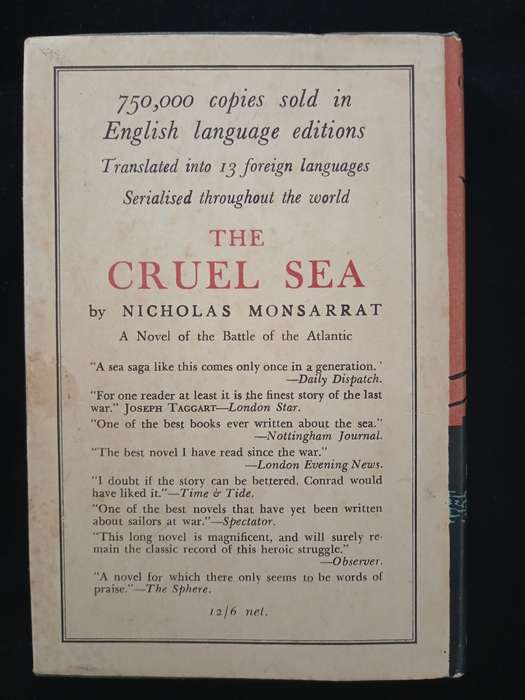 750,000 copies sold in
English language editions
Translated into 13 foreign languages
Serialised throughout the world
THE
CRUEL SEA
by NICHOLAS MONSARRAT
A Novel of the Battle of the Atlantic
"A sea saga like this comes only once in a generation."
—Daily Dispatch.
"For one reader at least it is the finest story of the last
war." JOSEPH TAGGART—London Star.
"One of the best books ever written about the sea."
—Nottingham Journal.
"The best novel I have read since the war."
—London Evening News.
"I doubt if the story can be bettered. Conrad would
have liked it."—Time & Tide.
"One of the best novels that have yet been written
about sailors at war."—Spectator.
"This long novel is magnificent, and will surely re-
main the classic record of this heroic struggle."
—Observer.
"A novel for which there only seems to be words of
praise."—The Sphere.
12/6 net.